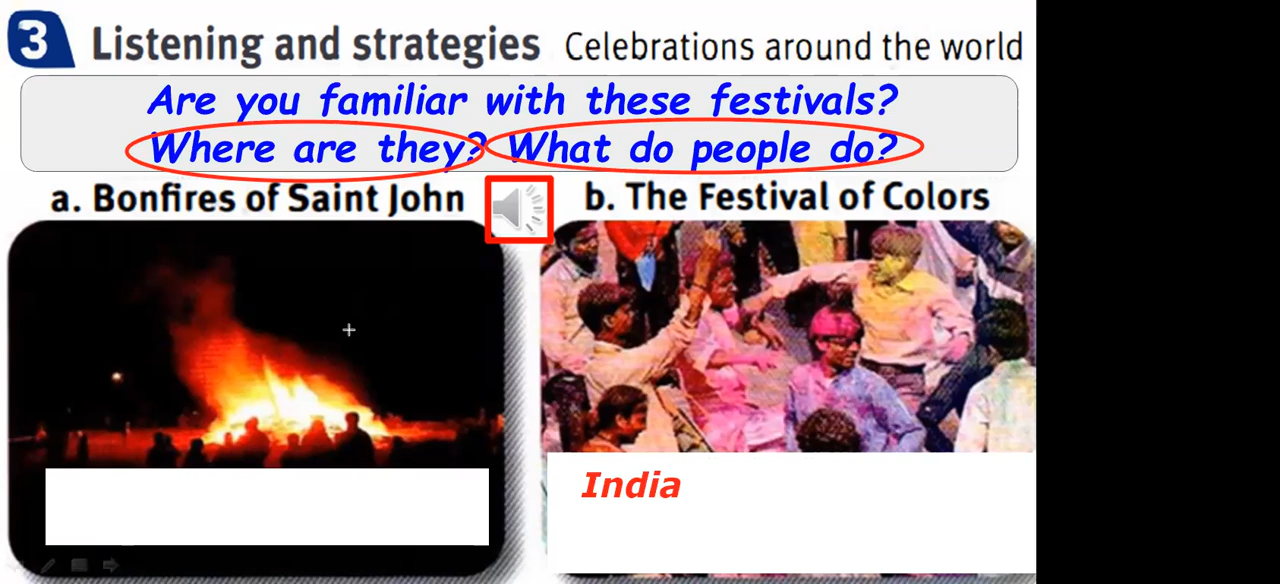 3 Listening and strategies Celebrations around the world
Are you familiar with these festivals?
Where are they? What do people do?
a. Bonfires of Saint John
b. The Festival of Colors
India